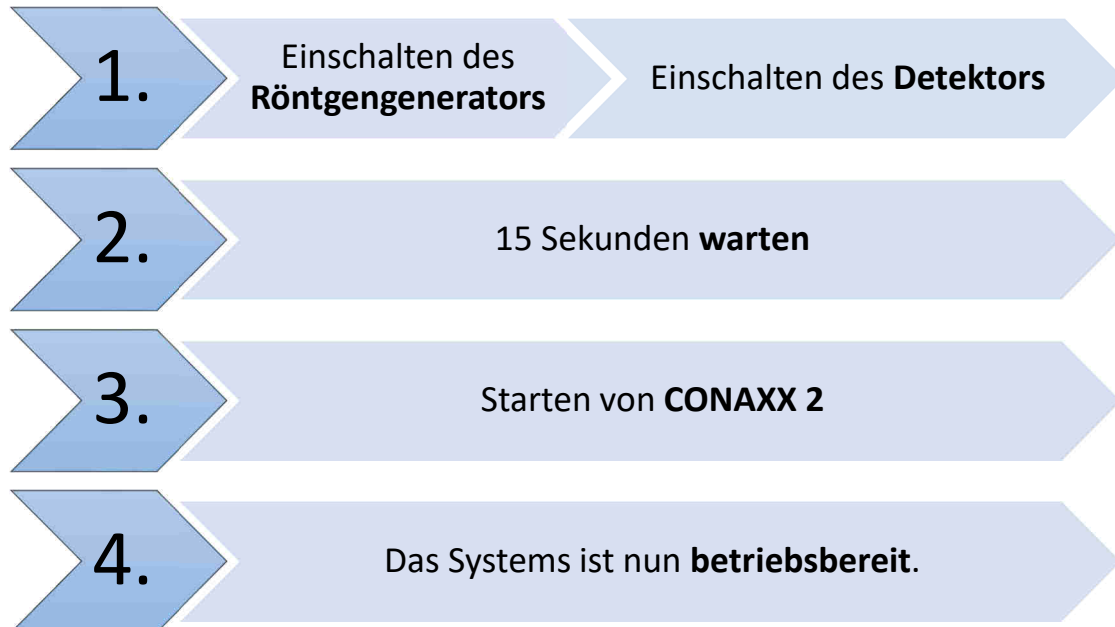 1.
Einschalten des
Röntgengenerators
Einschalten des Detektors
2.
15 Sekunden warten
3.
Starten von CONAXX 2
4.
Das Systems ist nun betriebsbereit.